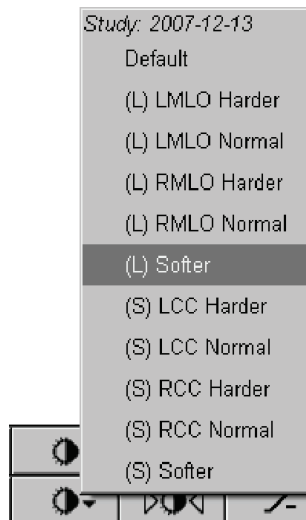 Study: 2007-12-13
Default
(L) LMLO Harder
(L) LMLO Normal
(L) RMLO Harder
(L) RMLO Normal
(L) Softer
(S) LCC Harder
(S) LCC Normal
(S) RCC Harder
(S) RCC Normal
(S) Softer